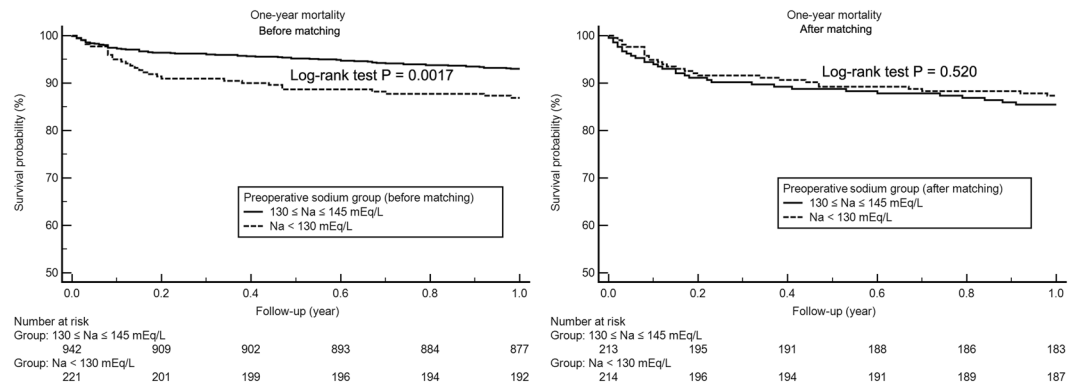 One-year mortality
Before matching
100
90
80
70
60
50
Survival probability (%)
Log-rank test P = 0.0017
Preoperative sodium group (before matching)
130 ≤ Na ≤ 145 mEq/L
Na < 130 mEq/L
0.0 0.2 0.4 0.6 0.8 1.0
Follow-up (year)
Number at risk
Group: 130 ≤ Na ≤ 145 mEq/L
942 909 902 893 884 877
Group: Na < 130 mEq/L
221 201 199 196 194 192
One-year mortality
After matching
100
90
80
70
60
50
Survival probability (%)
Log-rank test P = 0.520
Preoperative sodium group (after matching)
130 ≤ Na ≤ 145 mEq/L
Na < 130 mEq/L
0.0 0.2 0.4 0.6 0.8 1.0
Follow-up (year)
Number at risk
Group: 130 ≤ Na ≤ 145 mEq/L
213 195 191 188 186 183
Group: Na < 130 mEq/L
214 196 194 191 189 187